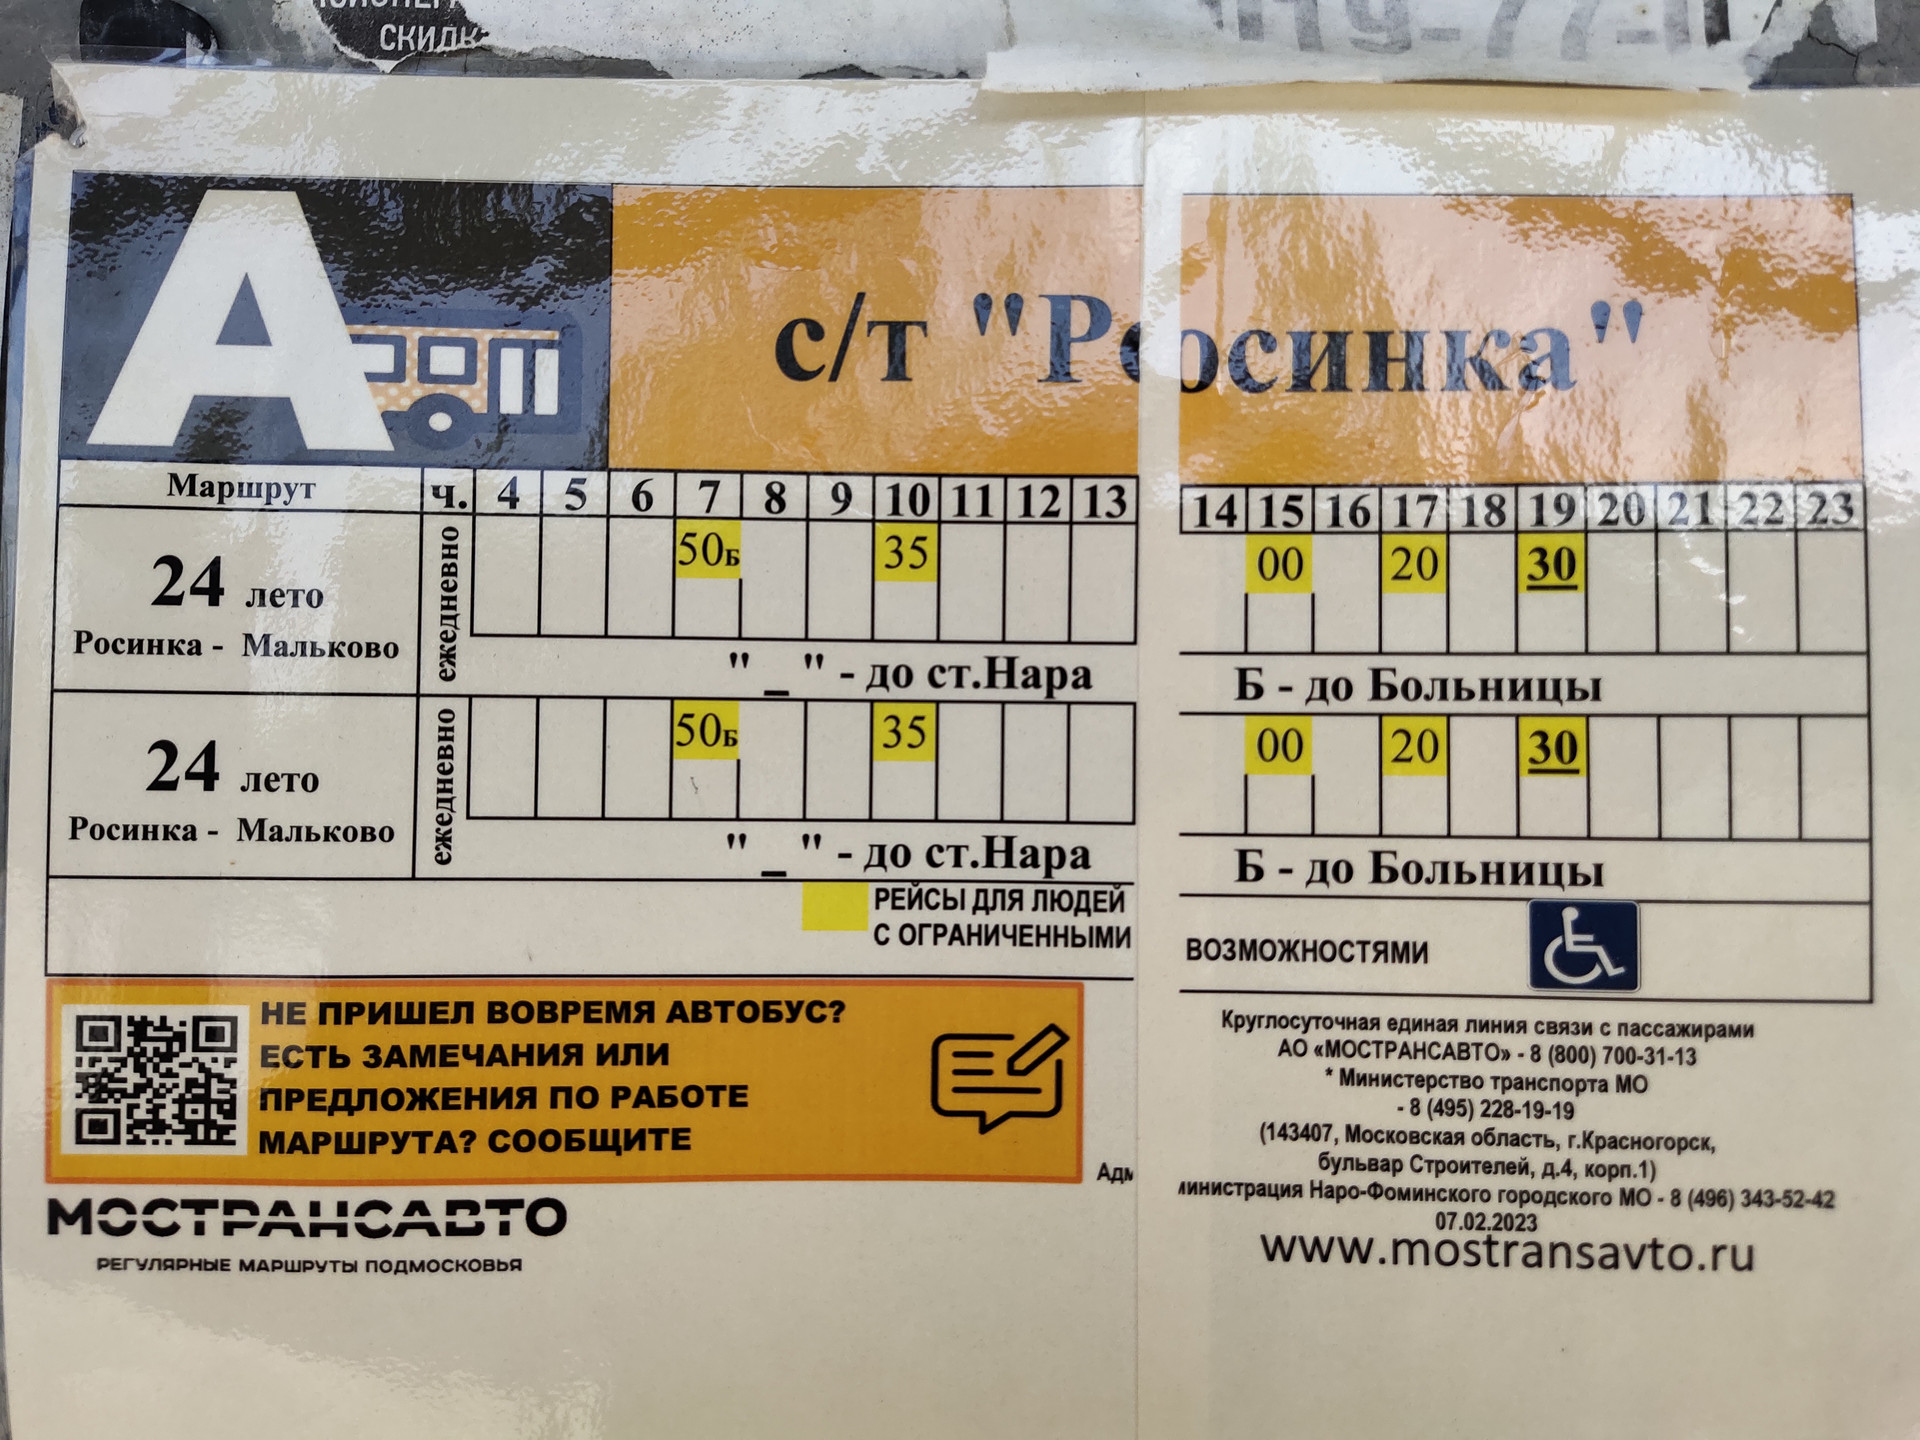 СКИДК
А
с/т "Росинка"
Маршрут ч. 4 5 6 7 8 9 10 11 12 13 14 15 16 17 18 19 20 21 22 23
24 лето
Росинка - Мальково
ежедневно
50Б 35 00 20 30
"_" - до ст.Нара Б - до Больницы
24 лето
Росинка - Мальково
ежедневно
50Б 35 00 20 30
"_" - до ст.Нара Б - до Больницы
РЕЙСЫ ДЛЯ ЛЮДЕЙ
С ОГРАНИЧЕННЫМИ ВОЗМОЖНОСТЯМИ
НЕ ПРИШЕЛ ВОВРЕМЯ АВТОБУС?
ЕСТЬ ЗАМЕЧАНИЯ ИЛИ
ПРЕДЛОЖЕНИЯ ПО РАБОТЕ
МАРШРУТА? СООБЩИТЕ
МОСТРАНСАВТО
РЕГУЛЯРНЫЕ МАРШРУТЫ ПОДМОСКОВЬЯ
Круглосуточная единая линия связи с пассажирами
АО «МОСТРАНСАВТО» - 8 (800) 700-31-13
* Министерство транспорта МО
- 8 (495) 228-19-19
(143407, Московская область, г.Красногорск,
бульвар Строителей, д.4, корп.1)
Администрация Наро-Фоминского городского МО - 8 (496) 343-52-42
07.02.2023
www.mostransavto.ru